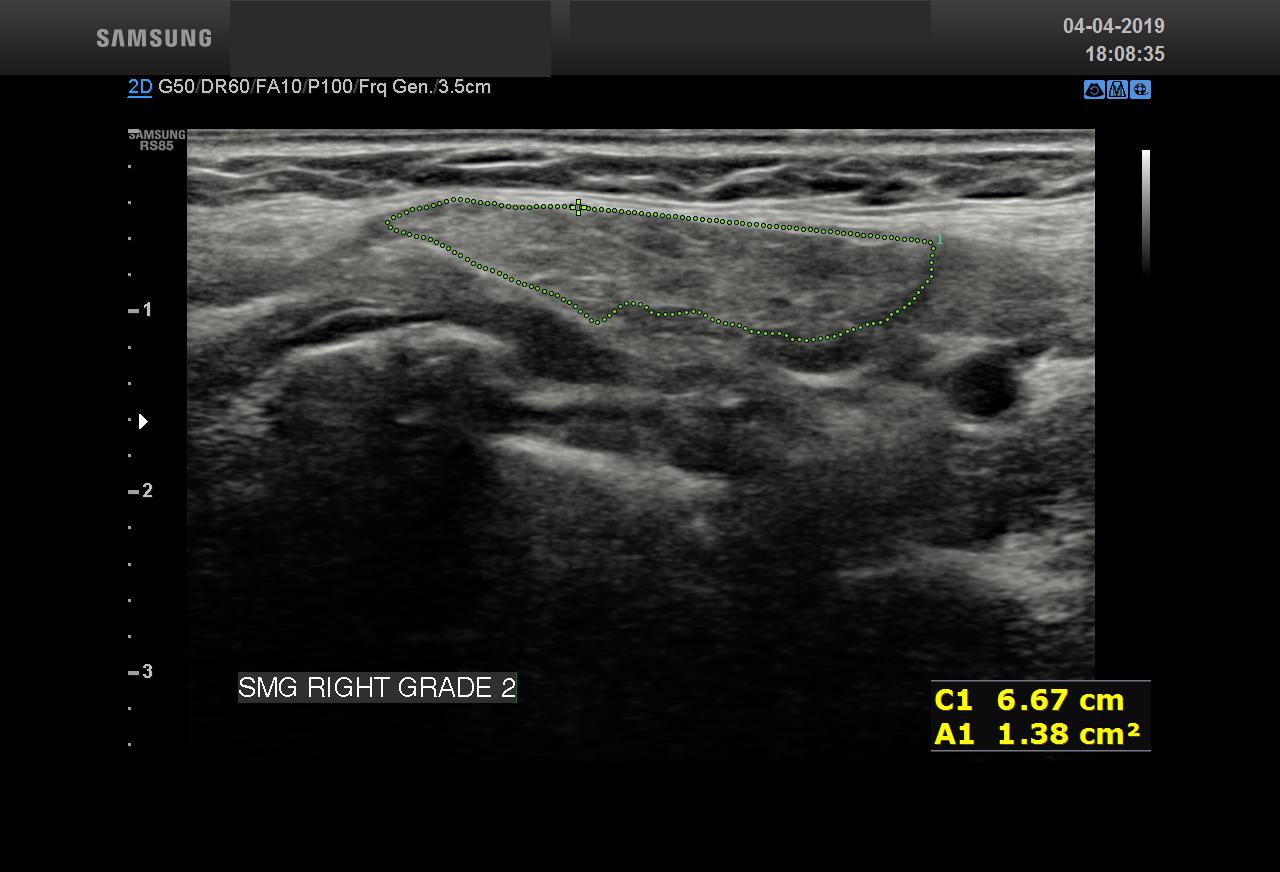 SAMSUNG
04-04-2019
18:08:35
2D G50/DR60/FA10/P100/Frq Gen./3.5cm
M
SAMSUNG
RS85
1
1
2
3
SMG RIGHT GRADE 2
C1 6.67 cm
A1 1.38 cm²